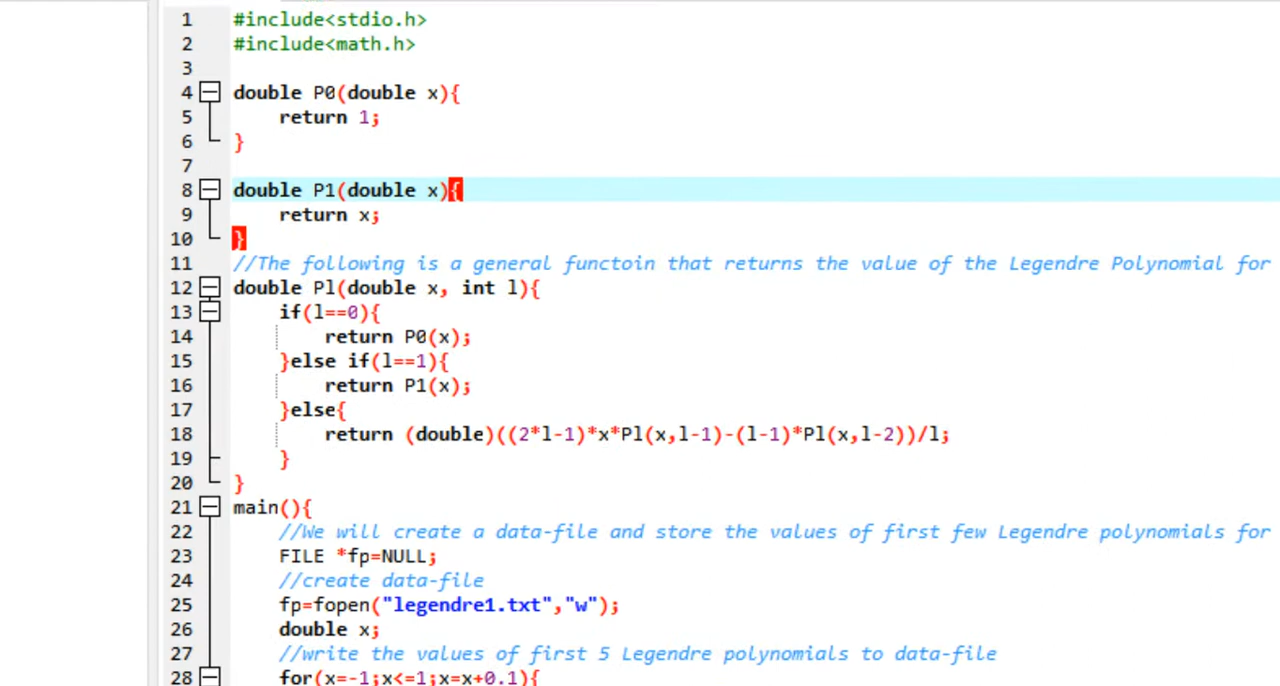 1 #include<stdio.h>
2 #include<math.h>
3
4 double P0(double x){
5 return 1;
6 }
7
8 double P1(double x){
9 return x;
10 }
11 //The following is a general functoin that returns the value of the Legendre Polynomial for
12 double Pl(double x, int l){
13 if(l==0){
14 return P0(x);
15 }else if(l==1){
16 return P1(x);
17 }else{
18 return (double)((2*l-1)*x*Pl(x,l-1)-(l-1)*Pl(x,l-2))/l;
19 }
20 }
21 main(){
22 //We will create a data-file and store the values of first few Legendre polynomials for
23 FILE *fp=NULL;
24 //create data-file
25 fp=fopen("legendre1.txt","w");
26 double x;
27 //write the values of first 5 Legendre polynomials to data-file
28 for(x=-1;x<=1;x=x+0.1){